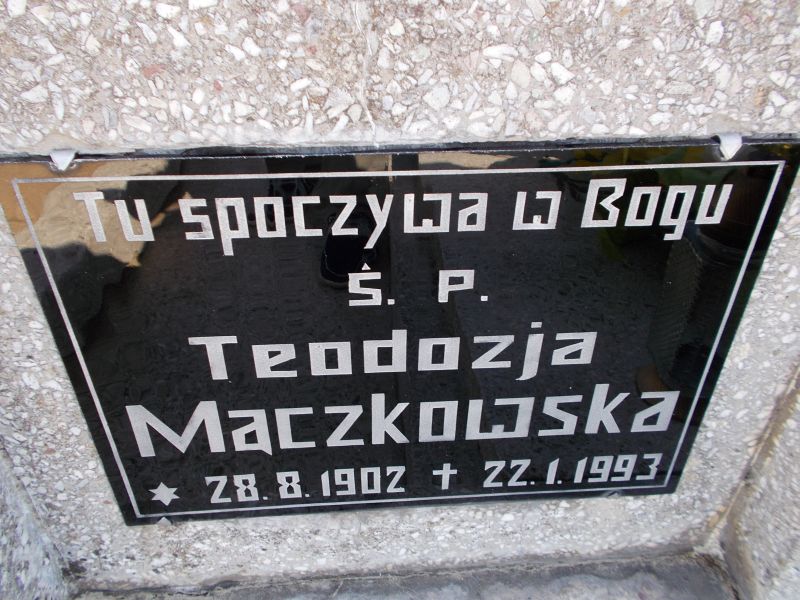 Tu spoczywa w Bogu
Ś. P.
Teodozja
Mączkowska
* 28. 8. 1902 + 22. 1. 1993